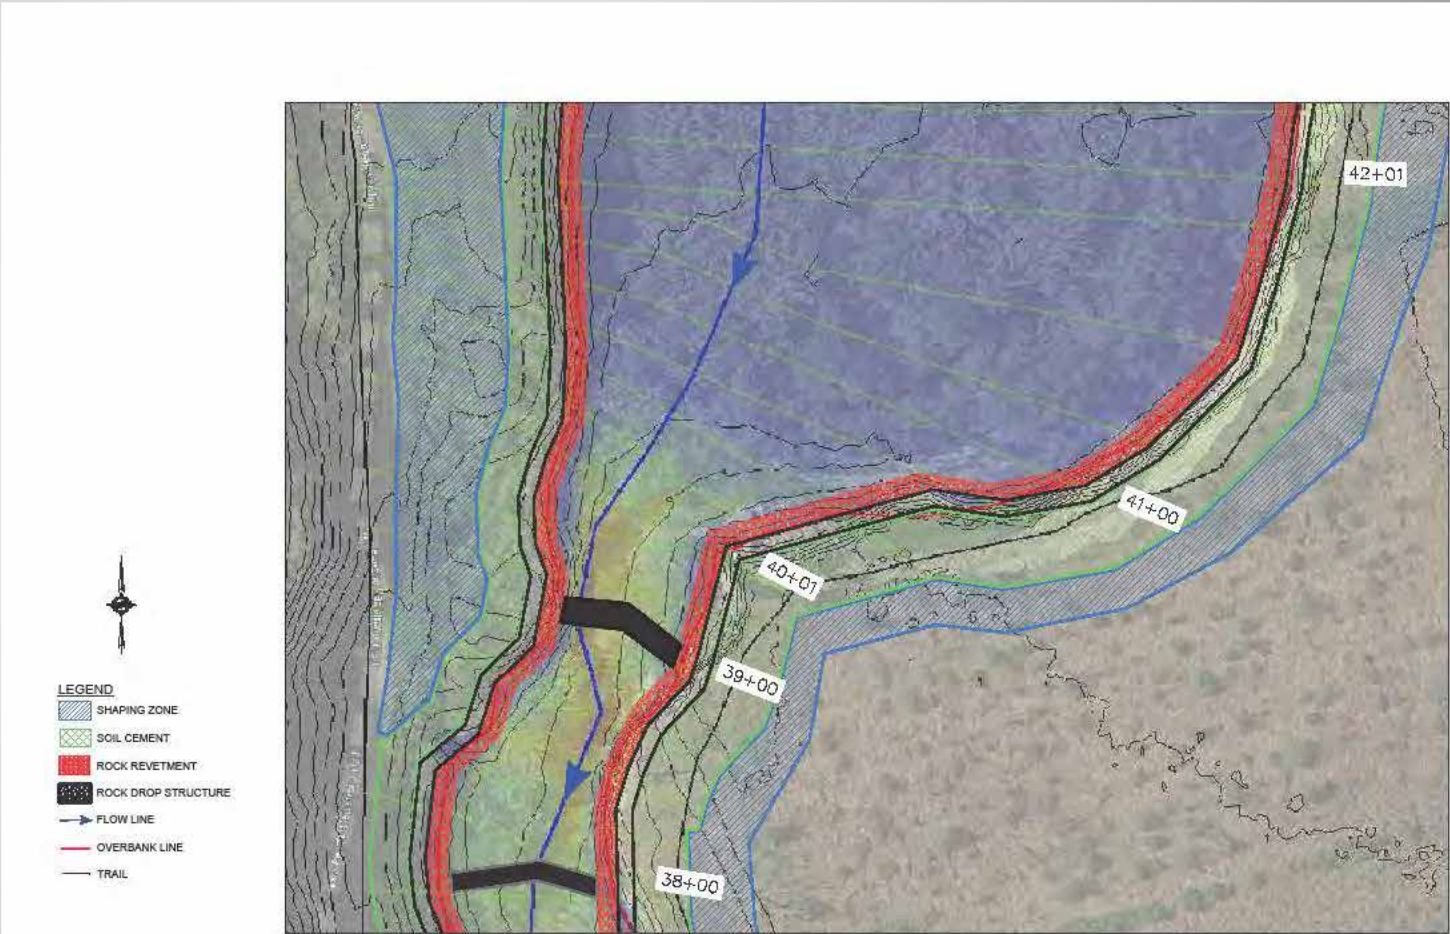 42+01
41+00
40+01
39+00
38+00
LEGEND
SHAPING ZONE
SOIL CEMENT
ROCK REVETMENT
ROCK DROP STRUCTURE
FLOW LINE
OVERBANK LINE
TRAIL